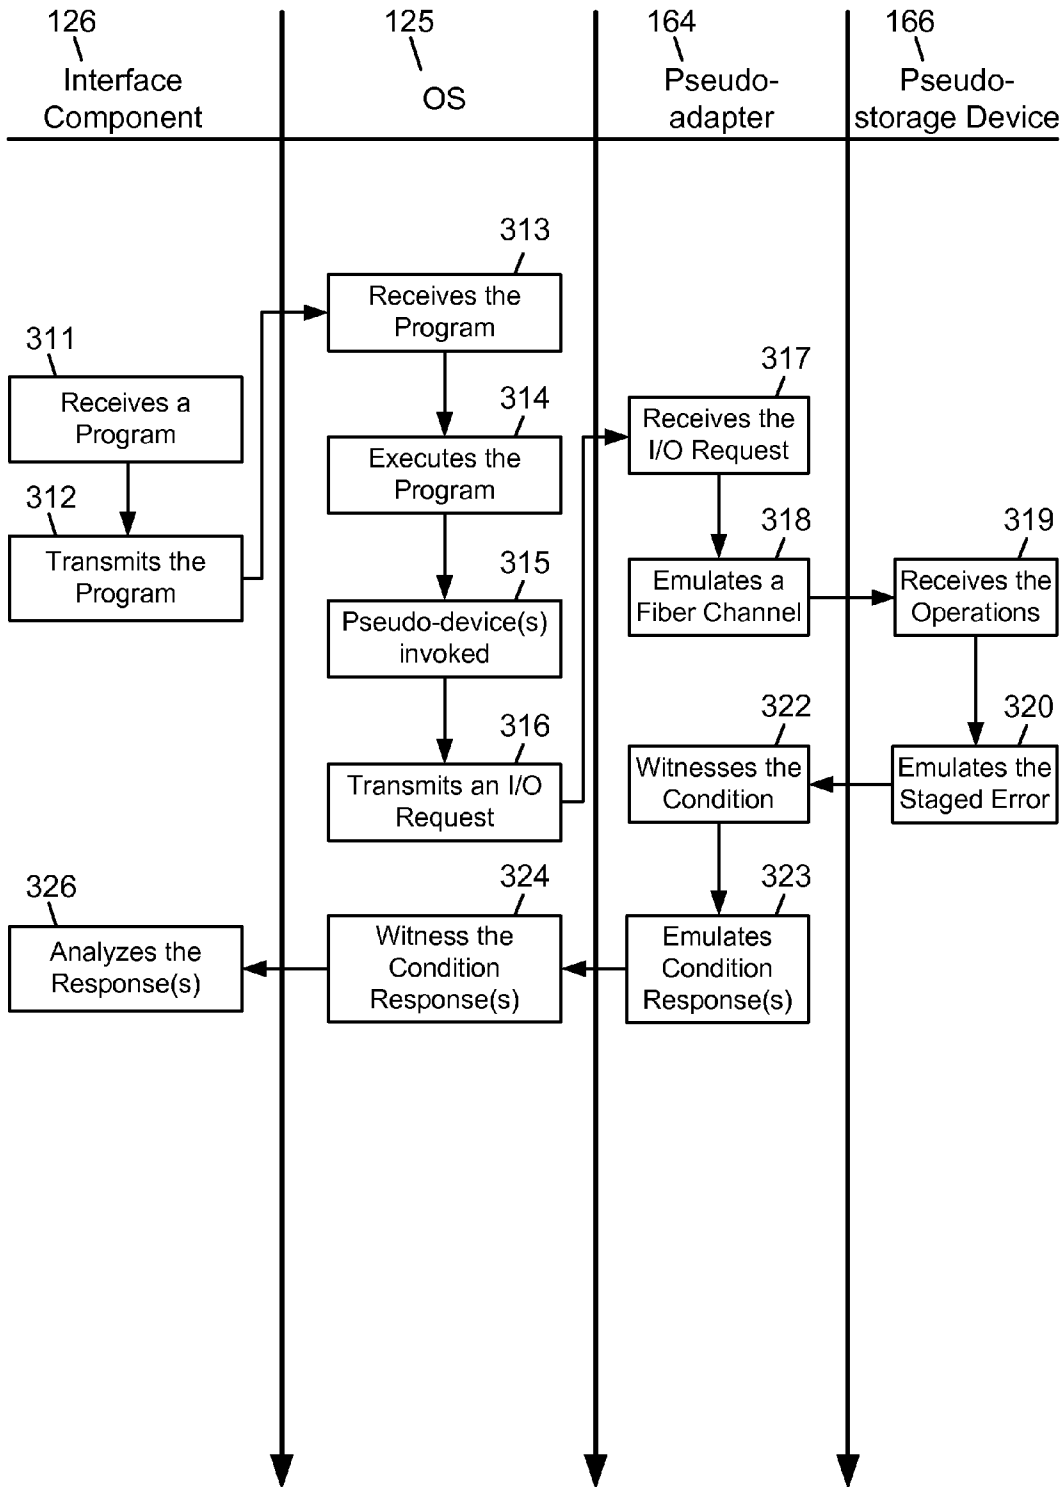 126
Interface
Component
125
OS
164
Pseudo-
adapter
166
Pseudo-
storage Device
311
Receives a
Program
312
Transmits the
Program
313
Receives the
Program
314
Executes the
Program
315
Pseudo-device(s)
invoked
316
Transmits an I/O
Request
317
Receives the
I/O Request
318
Emulates a
Fiber Channel
319
Receives the
Operations
320
Emulates the
Staged Error
322
Witnesses the
Condition
323
Emulates
Condition
Response(s)
324
Witness the
Condition
Response(s)
326
Analyzes the
Response(s)